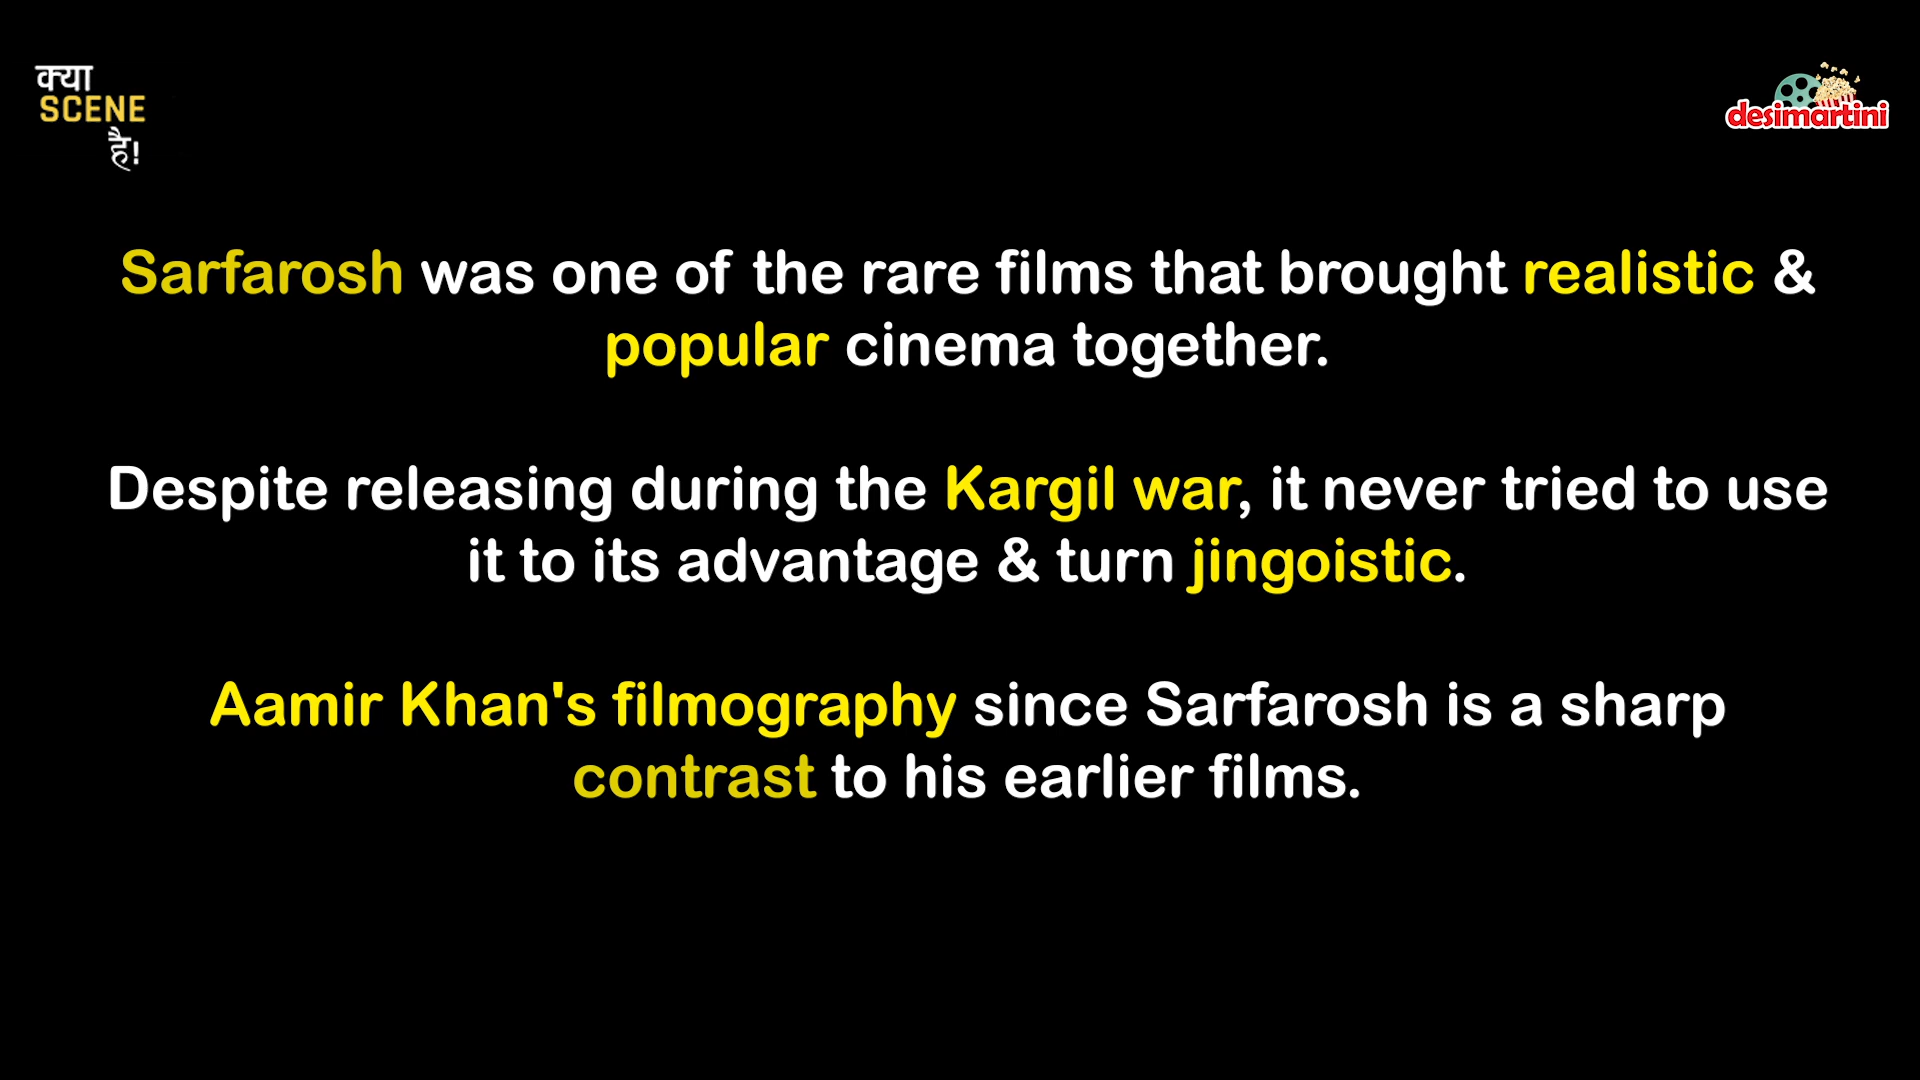 क्या
SCENE
है!
desimartini
Sarfarosh was one of the rare films that brought realistic &
popular cinema together.
Despite releasing during the Kargil war, it never tried to use
it to its advantage & turn jingoistic.
Aamir Khan's filmography since Sarfarosh is a sharp
contrast to his earlier films.